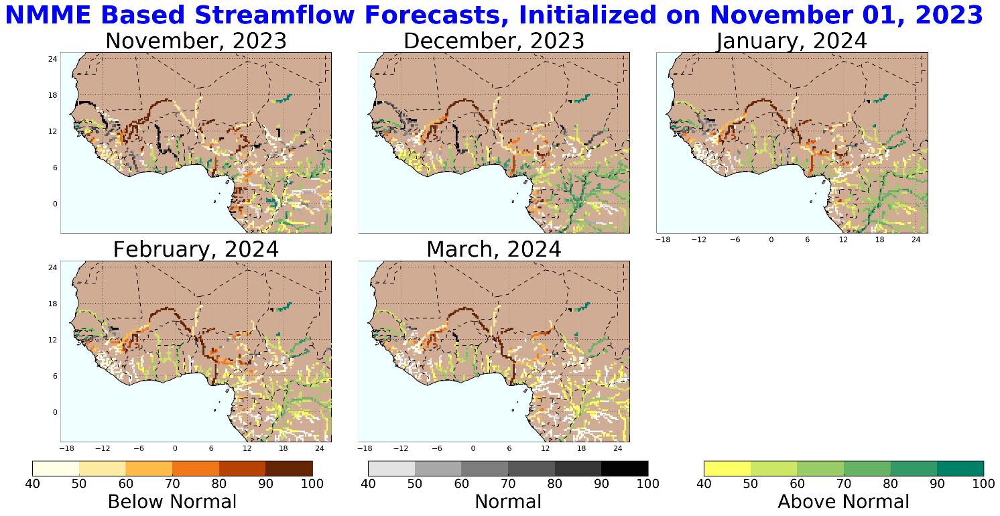 NMME Based Streamflow Forecasts, Initialized on November 01, 2023
November, 2023 December, 2023 January, 2024
24
18
12
6
0
−18 −12 −6 0 6 12 18 24
February, 2024 March, 2024
24
18
12
6
0
−18 −12 −6 0 6 12 18 24 −18 −12 −6 0 6 12 18 24
40 50 60 70 80 90 100 40 50 60 70 80 90 100 40 50 60 70 80 90 100
Below Normal Normal Above Normal